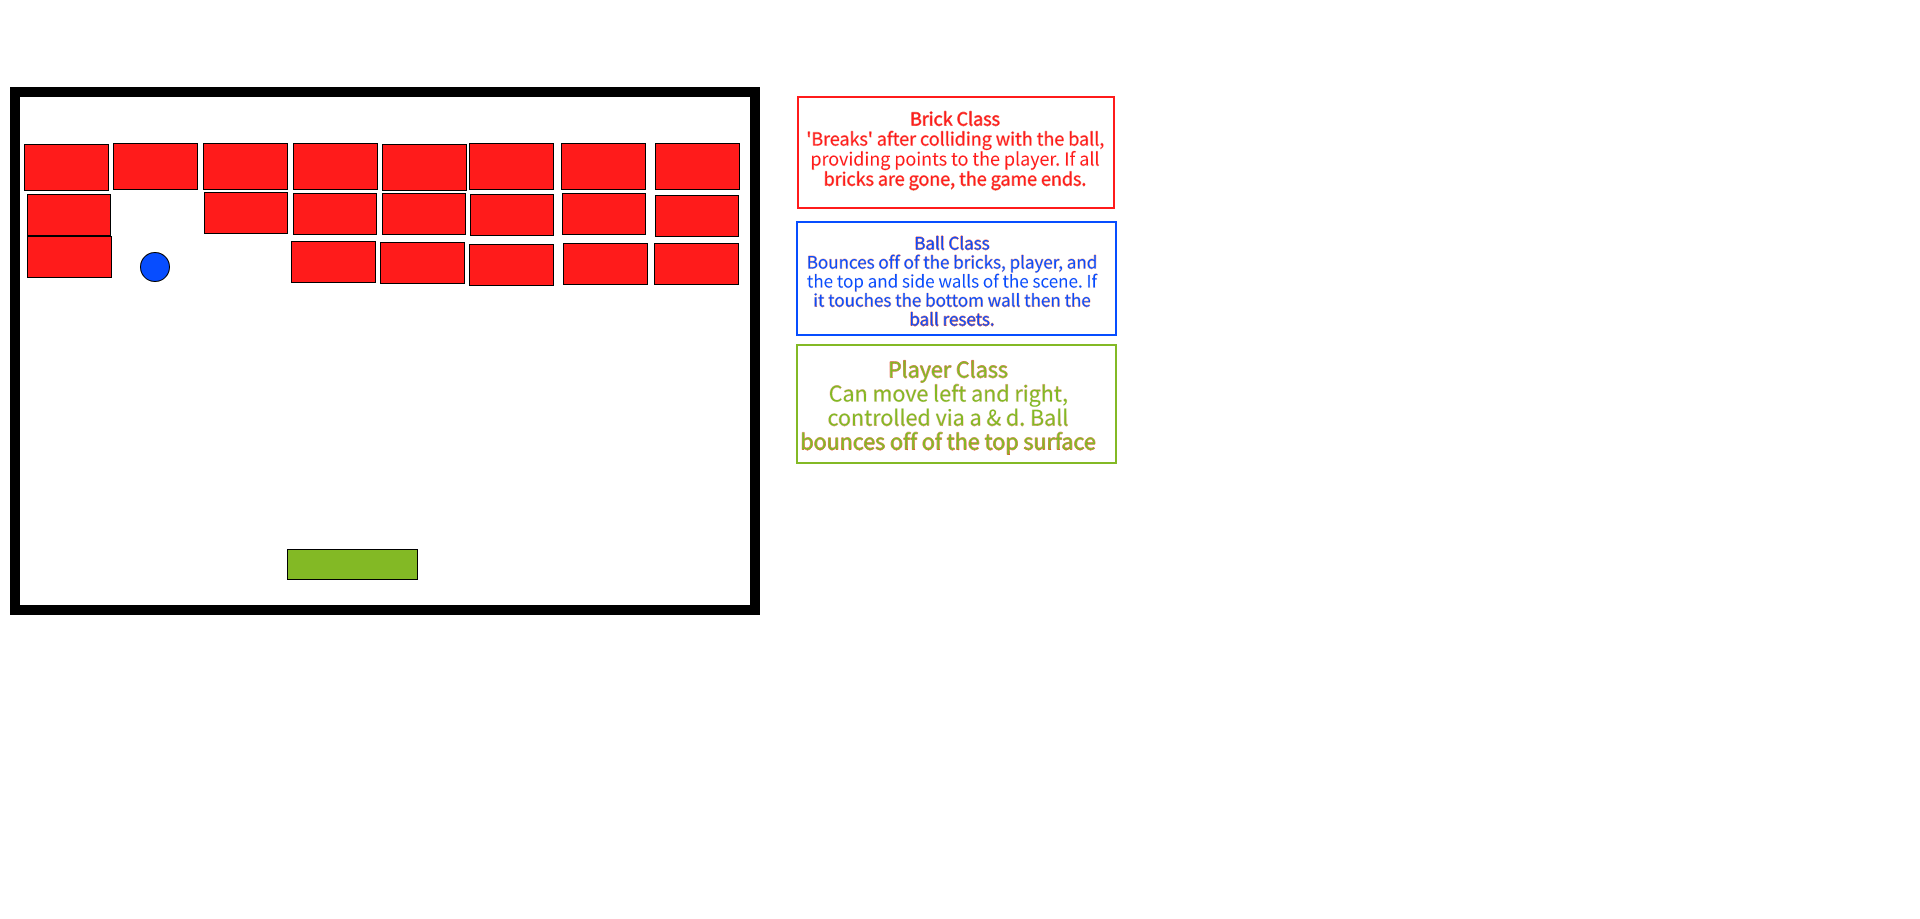 Brick Class
'Breaks' after colliding with the ball,
providing points to the player. If all
bricks are gone, the game ends.
Ball Class
Bounces off of the bricks, player, and
the top and side walls of the scene. If
it touches the bottom wall then the
ball resets.
Player Class
Can move left and right,
controlled via a & d. Ball
bounces off of the top surface